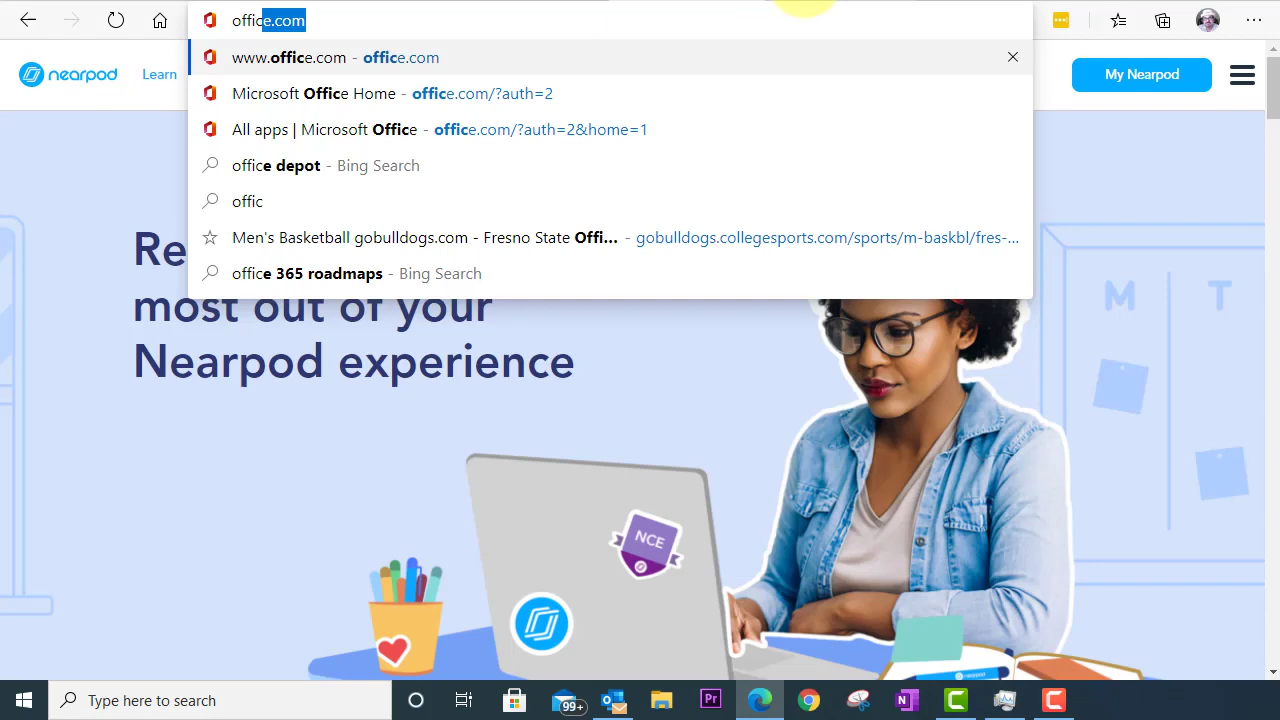 office.com
www.office.com - office.com
Microsoft Office Home - office.com/?auth=2
All apps | Microsoft Office - office.com/?auth=2&home=1
office depot - Bing Search
offic
Men's Basketball gobulldogs.com - Fresno State Offi... - gobulldogs.collegesports.com/sports/m-baskbl/fres-...
office 365 roadmaps - Bing Search
nearpod
Learn
My Nearpod
Re
most out of your
Nearpod experience
M T
NCE
Type here to search
99+
Pr